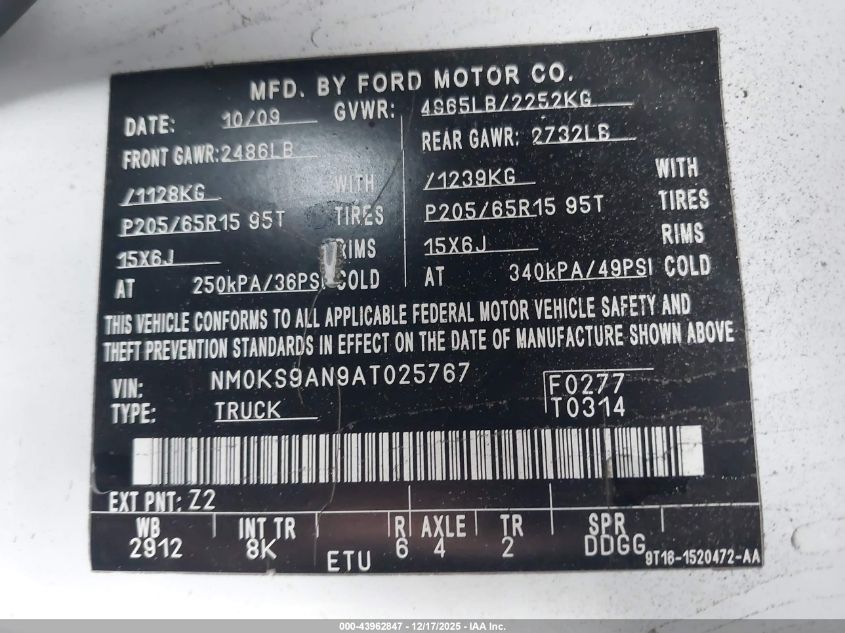 MFD. BY FORD MOTOR CO.
DATE: 10/09 GVWR: 4965LB/2252KG
FRONT GAWR: 2486LB REAR GAWR: 2732LB
/1128KG WITH /1239KG WITH
P205/65R15 95T TIRES P205/65R15 95T TIRES
15X6J RIMS 15X6J RIMS
AT 250kPA/36PSI COLD AT 340kPA/49PSI COLD
THIS VEHICLE CONFORMS TO ALL APPLICABLE FEDERAL MOTOR VEHICLE SAFETY AND
THEFT PREVENTION STANDARDS IN EFFECT ON THE DATE OF MANUFACTURE SHOWN ABOVE
VIN: NM0KS9AN9AT025767 F0277
TYPE: TRUCK T0314
EXT PNT: Z2
WB INT TR R AXLE TR SPR
2912 8K ETU 6 4 2 DDGG
9T16-1520472-AA
000-43962847 - 12/17/2025 - IAA Inc.